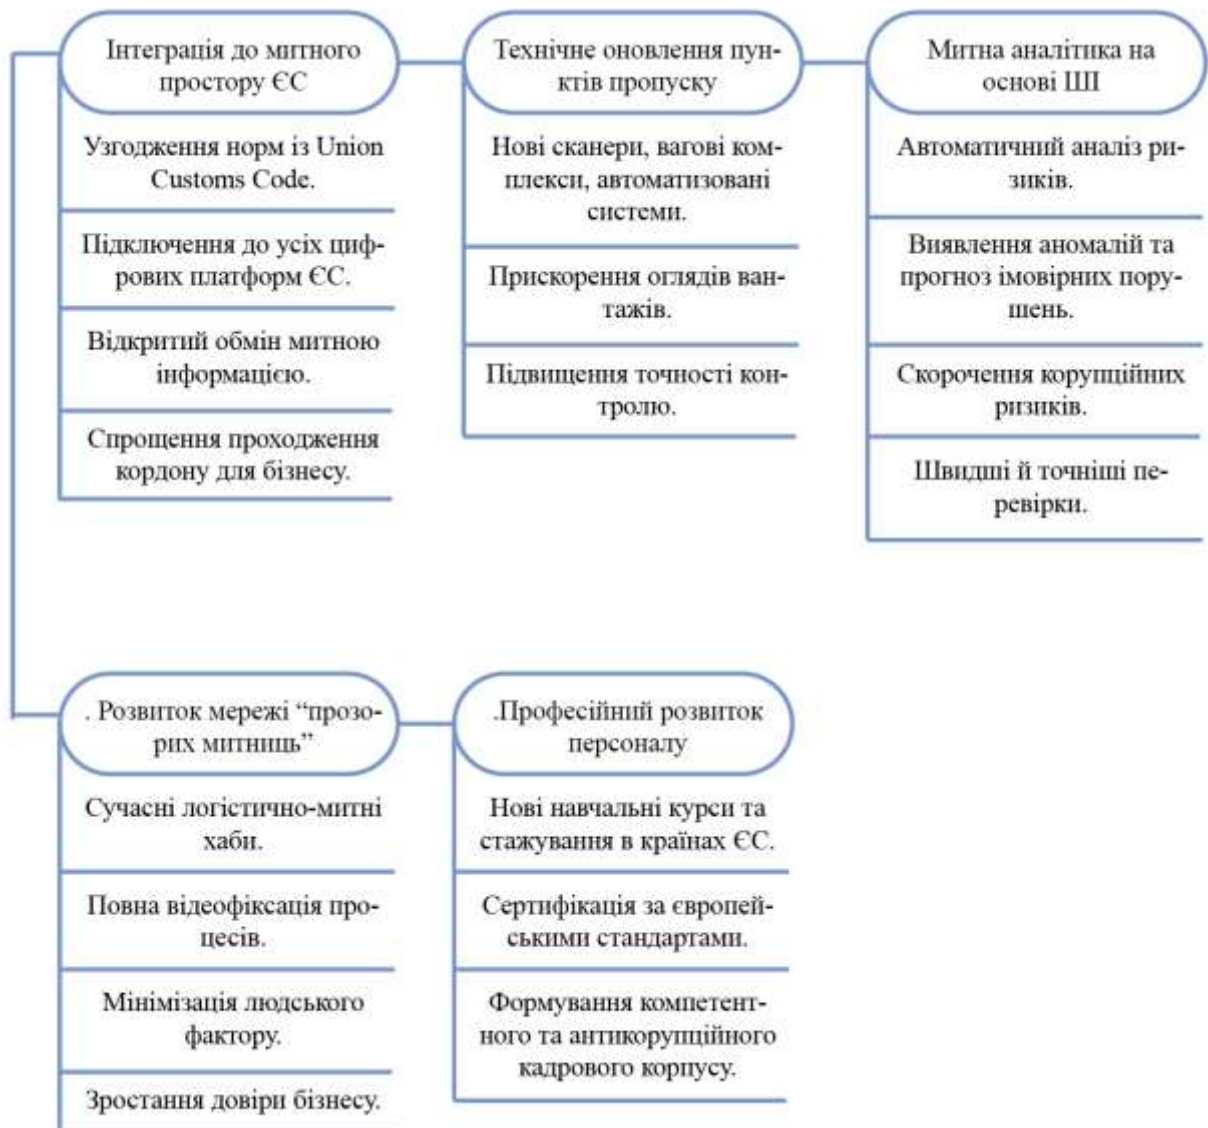 Інтеграція до митного
простору ЄС
Узгодження норм із Union
Customs Code.
Підключення до усіх циф-
рових платформ ЄС.
Відкритий обмін митною
інформацією.
Спрощення проходження
кордону для бізнесу.
Технічне оновлення пун-
ктів пропуску
Нові сканери, вагові ком-
плекси, автоматизовані
системи.
Прискорення оглядів ван-
тажів.
Підвищення точності кон-
тролю.
Митна аналітика на
основі ШІ
Автоматичний аналіз ри-
зиків.
Виявлення аномалій та
прогноз імовірних пору-
шень.
Скорочення корупційних
ризиків.
Швидші й точніші пе-
ревірки.
. Розвиток мережі “прозо-
рих митниць”
Сучасні логістично-митні
хаби.
Повна відеофіксація про-
цесів.
Мінімізація людського
фактору.
Зростання довіри бізнесу.
.Професійний розвиток
персоналу
Нові навчальні курси та
стажування в країнах ЄС.
Сертифікація за європей-
ськими стандартами.
Формування компетент-
ного та антикорупційного
кадрового корпусу.